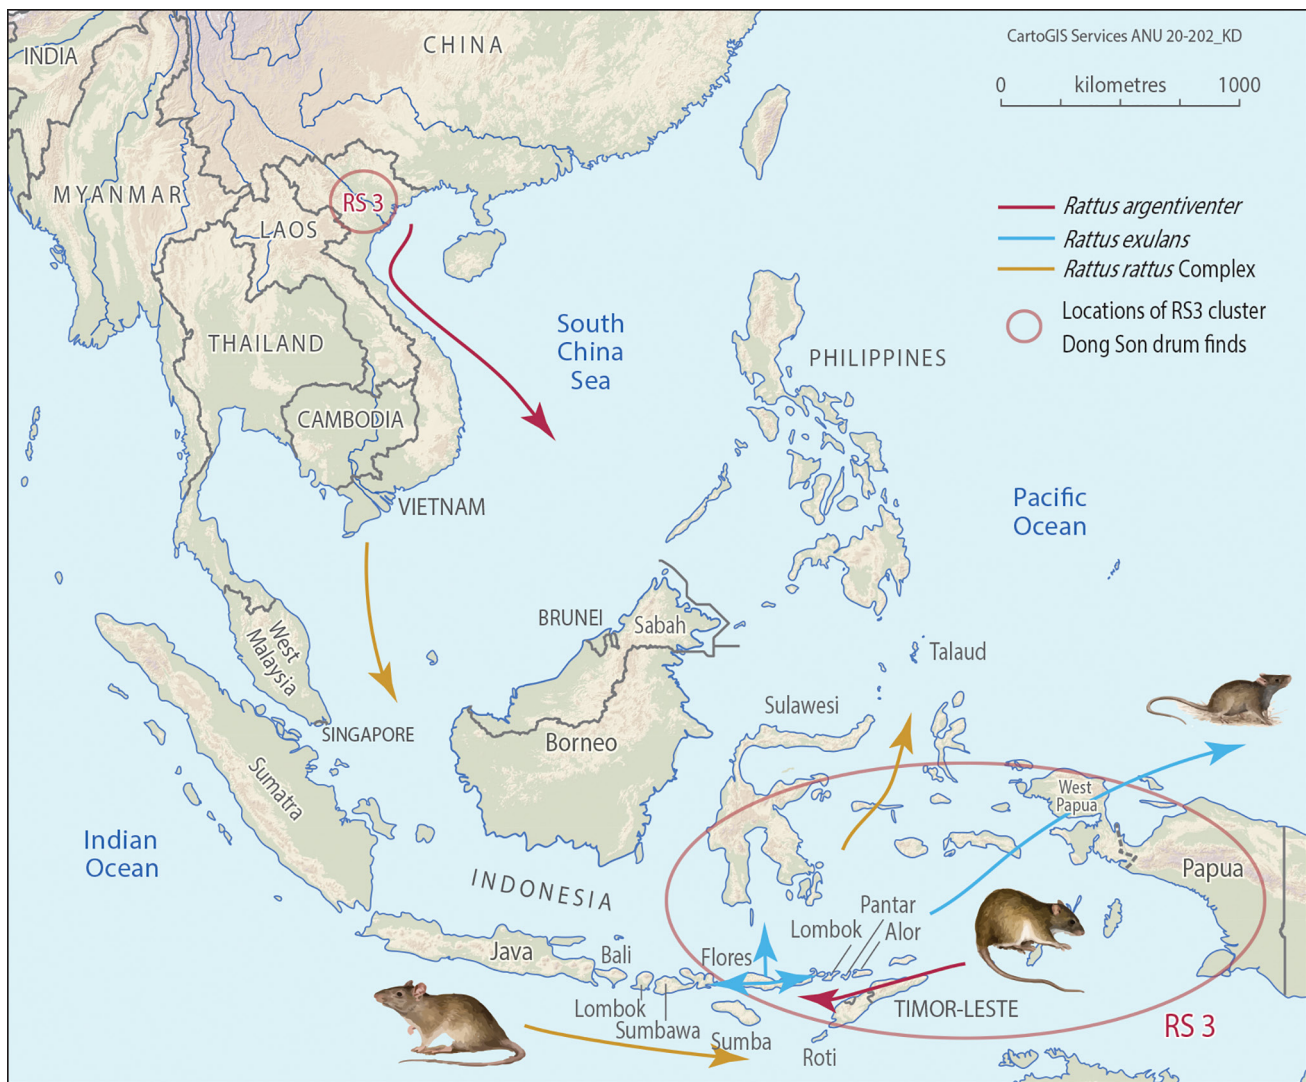 CartoGIS Services ANU 20-202_KD
0 kilometres 1000
Rattus argentiventer
Rattus exulans
Rattus rattus Complex
Locations of RS3 cluster
Dong Son drum finds
INDIA
CHINA
MYANMAR
RS 3
LAOS
THAILAND
South
China
Sea
PHILIPPINES
CAMBODIA
VIETNAM
Pacific
Ocean
BRUNEI
Sabah
West
Malaysia
Talaud
Sulawesi
SINGAPORE
Borneo
Sumatra
West
Papua
Indian
Ocean
INDONESIA
Papua
Pantar
Lombok
Alor
Java
Bali
Flores
Lombok
Sumbawa
Sumba
TIMOR-LESTE
Roti
RS 3